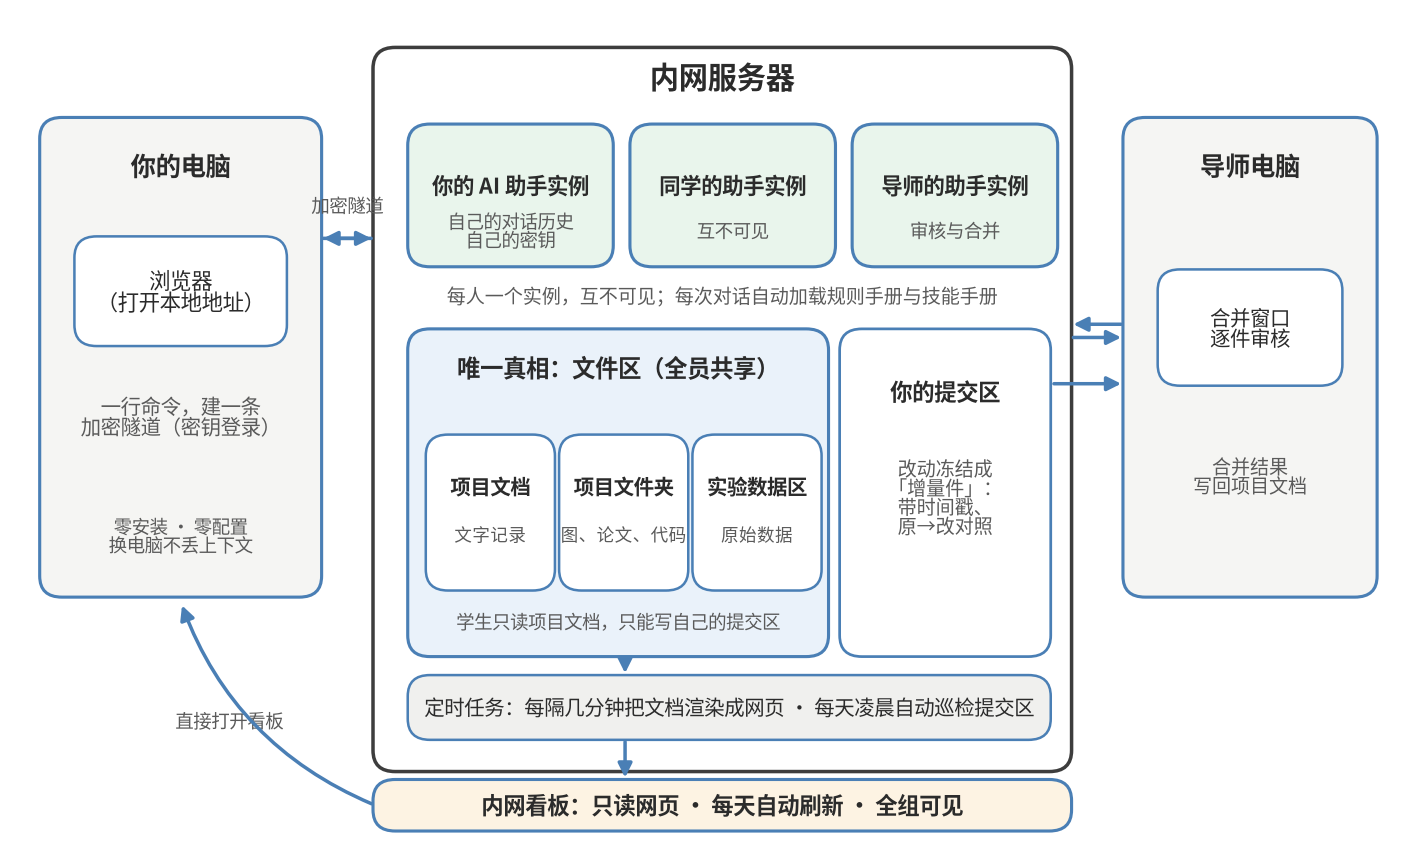 内网服务器
你的电脑
加密隧道
浏览器
（打开本地地址）
一行命令，建一条
加密隧道（密钥登录）
零安装 · 零配置
换电脑不丢上下文
你的 AI 助手实例
自己的对话历史
自己的密钥
同学的助手实例
互不可见
导师的助手实例
审核与合并
每人一个实例，互不可见；每次对话自动加载规则手册与技能手册
唯一真相：文件区（全员共享）
项目文档
文字记录
项目文件夹
图、论文、代码
实验数据区
原始数据
学生只读项目文档，只能写自己的提交区
你的提交区
改动冻结成
「增量件」：
带时间戳、
原→改对照
导师电脑
合并窗口
逐件审核
合并结果
写回项目文档
定时任务：每隔几分钟把文档渲染成网页 · 每天凌晨自动巡检提交区
直接打开看板
内网看板：只读网页 · 每天自动刷新 · 全组可见